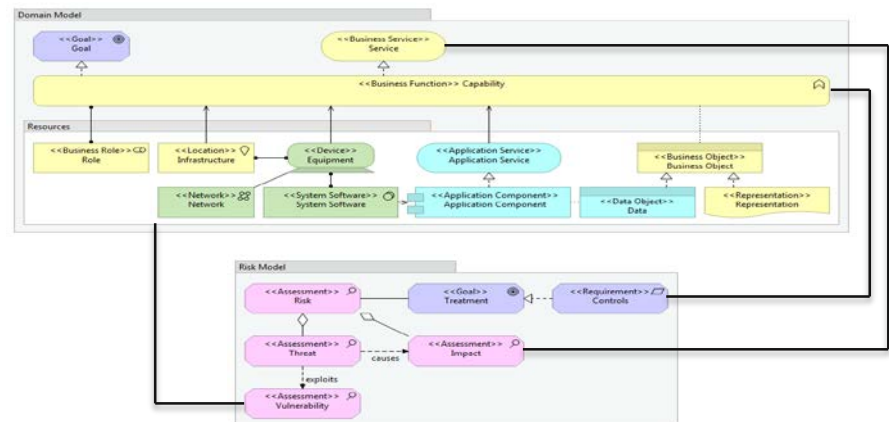 Domain Model
<<Goal>>
Goal
<<Business Service>>
Service
<<Business Function>> Capability
Resources
<<Business Role>>
Role
<<Location>>
Infrastructure
<<Device>>
Equipment
<<Application Service>>
Application Service
<<Business Object>>
Business Object
<<Network>>
Network
<<System Software>>
System Software
<<Application Component>>
Application Component
<<Data Object>>
Data
<<Representation>>
Representation
Risk Model
<<Assessment>>
Risk
<<Goal>>
Treatment
<<Requirement>>
Controls
<<Assessment>>
Threat
causes
<<Assessment>>
Impact
exploits
<<Assessment>>
Vulnerability